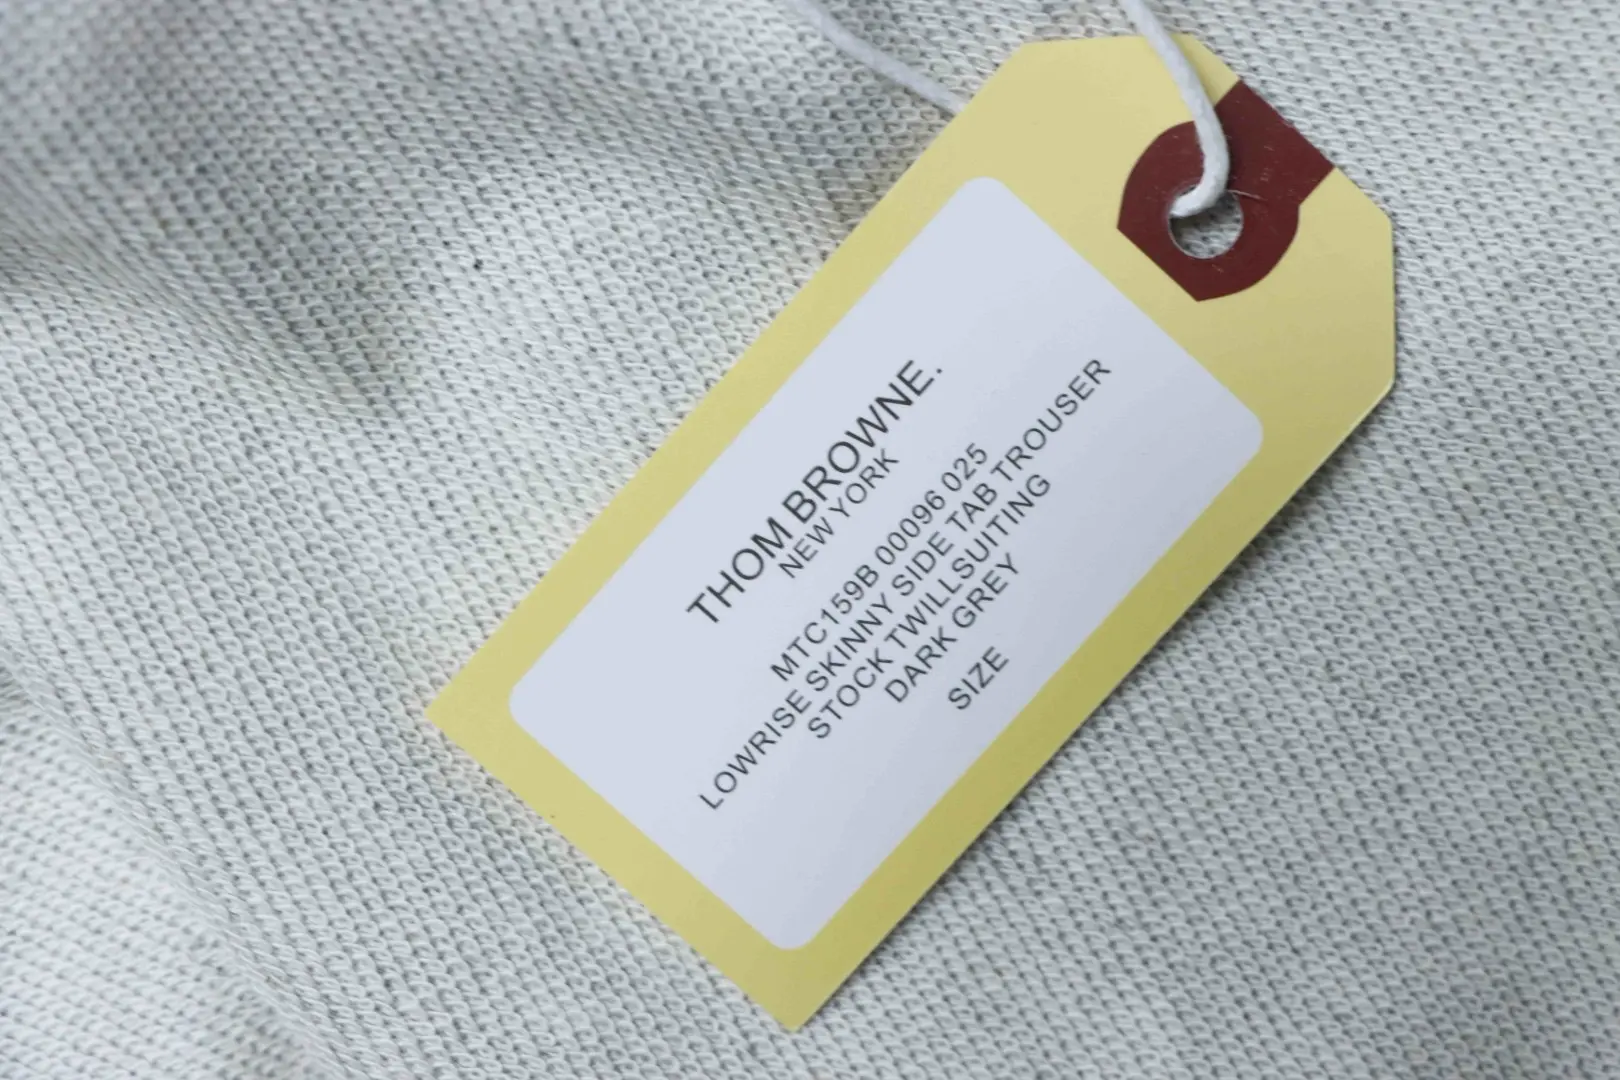 THOM BROWNE.
NEW YORK
MTC159B 00096 025
LOWRISE SKINNY SIDE TAB TROUSER
STOCK TWILLSUITING
DARK GREY
SIZE